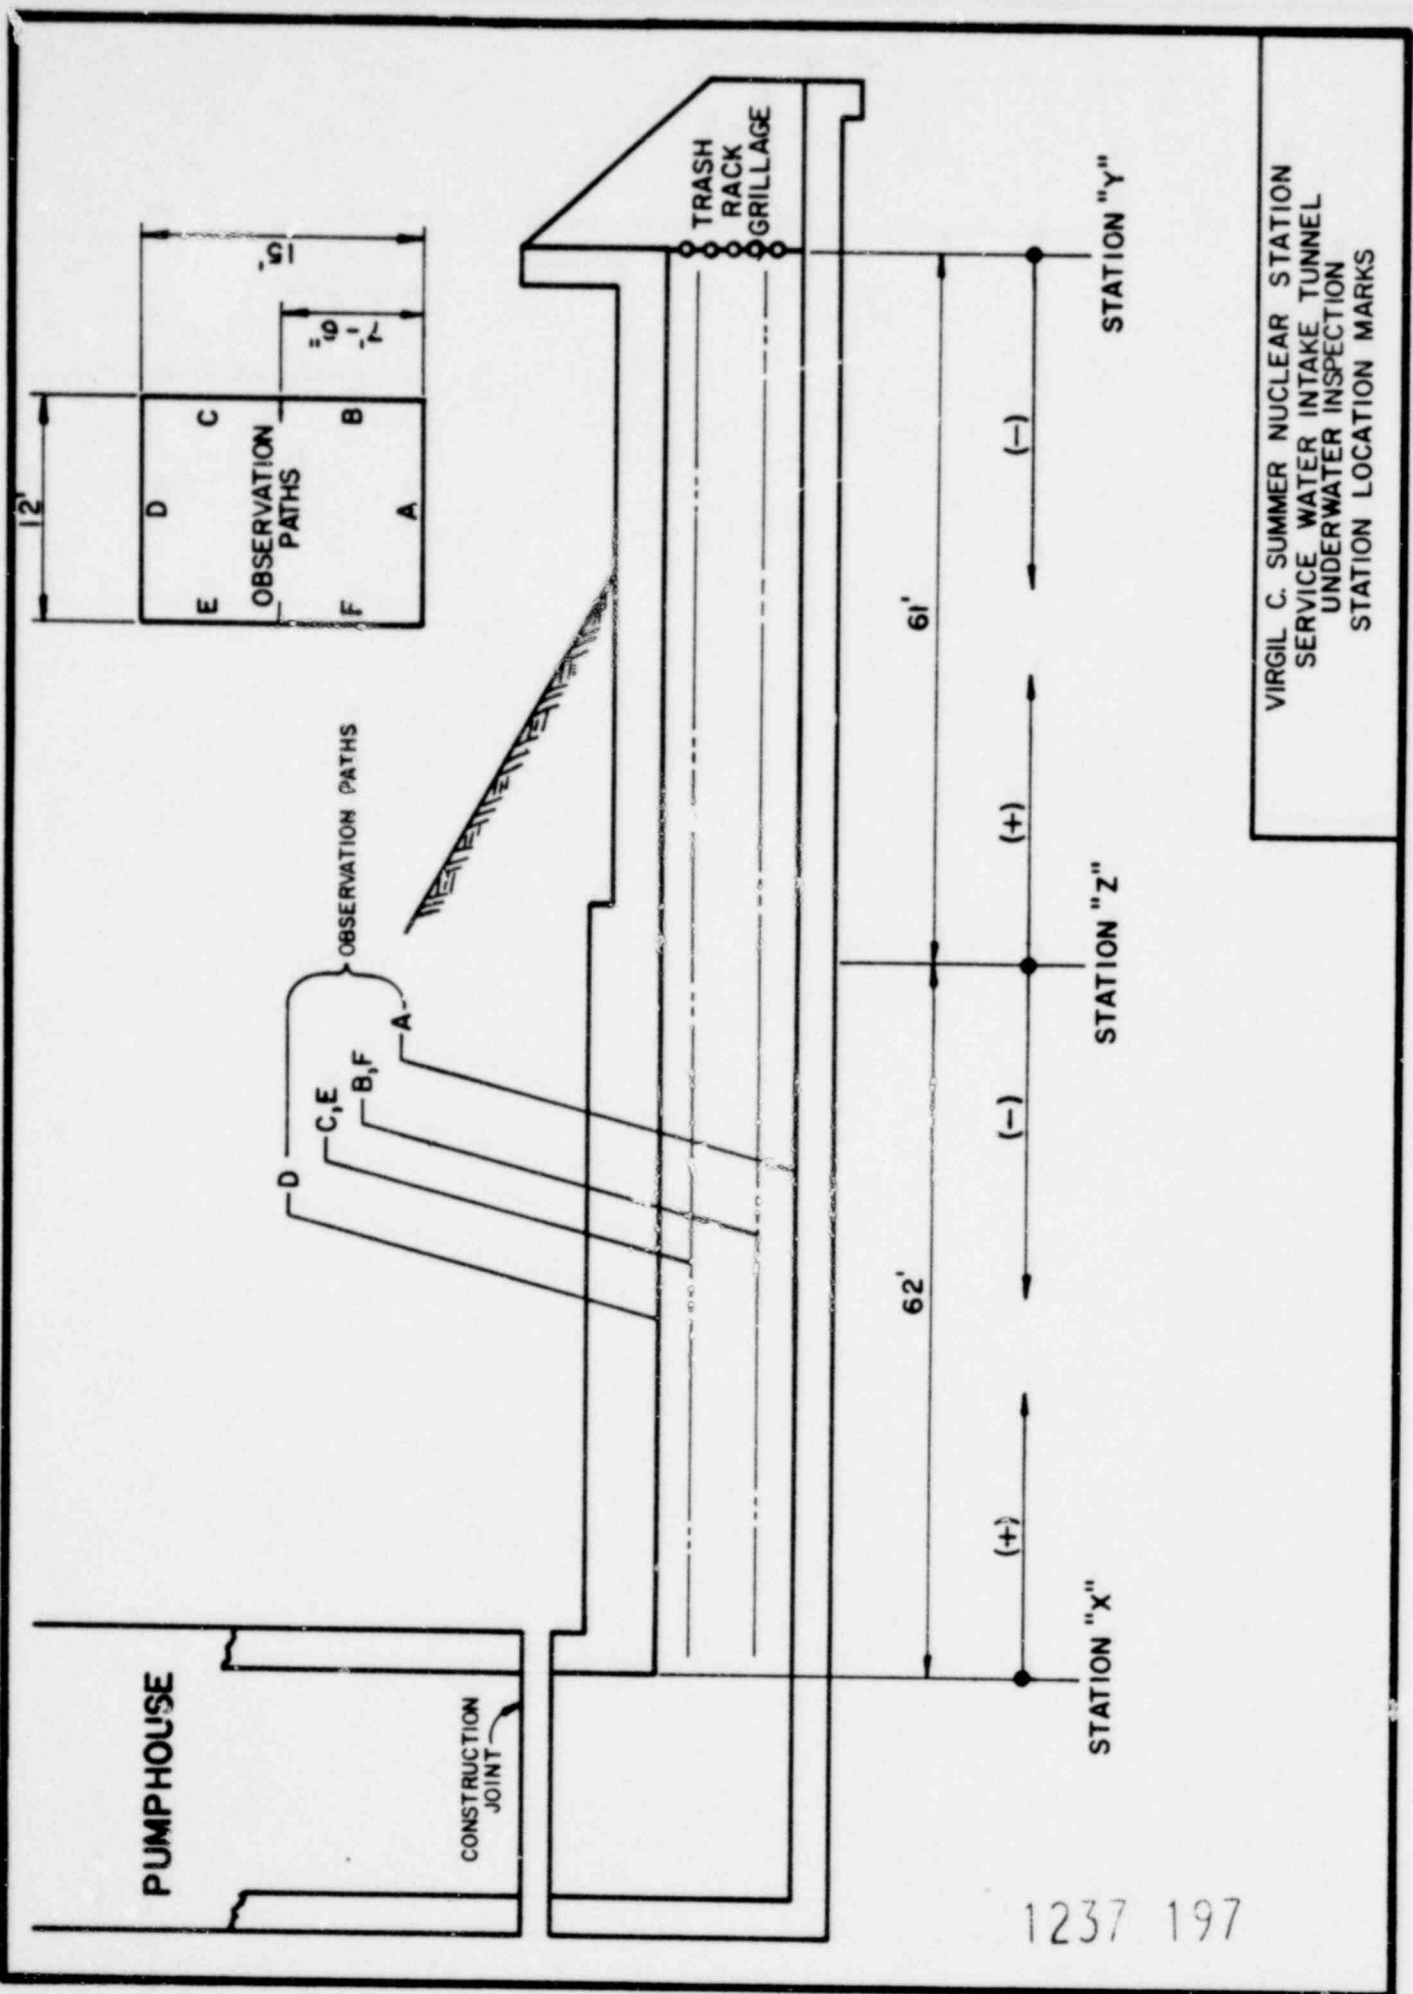 12'
D
E
C
OBSERVATION
PATHS
F
B
A
15'
7'-6"
OBSERVATION PATHS
D
C,E
B,F
A
PUMPHOUSE
CONSTRUCTION
JOINT
TRASH
RACK
GRILLAGE
62'
61'
(+)
(-)
(+)
(-)
STATION "X"
STATION "Z"
STATION "Y"
VIRGIL C. SUMMER NUCLEAR STATION
SERVICE WATER INTAKE TUNNEL
UNDERWATER INSPECTION
STATION LOCATION MARKS
1237 197